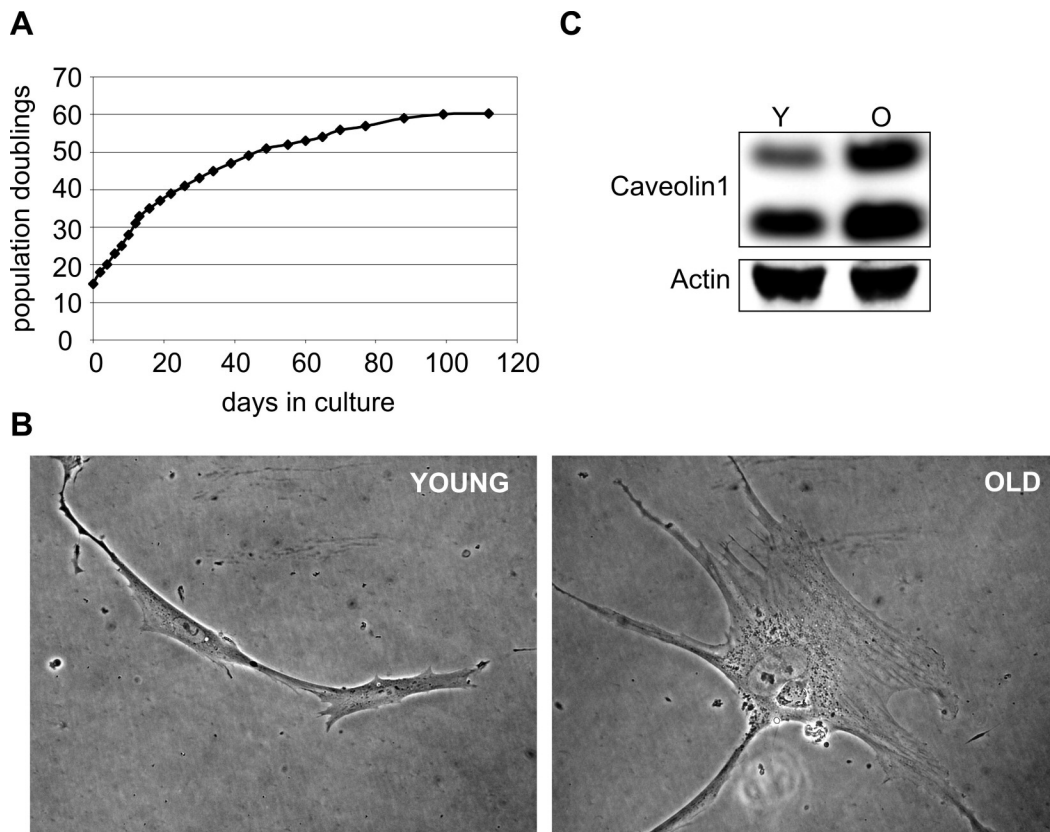 A
population doublings
70
60
50
40
30
20
10
0
0 20 40 60 80 100 120
days in culture
C
Y O
Caveolin1
Actin
B
YOUNG
OLD